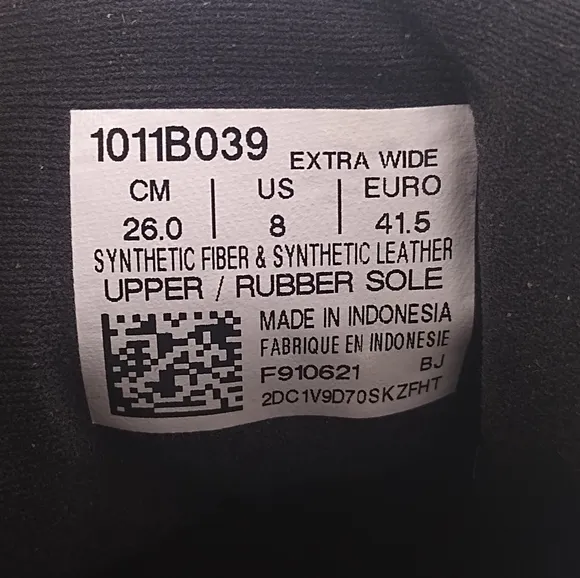 1011B039 EXTRA WIDE
CM | US | EURO
26.0 | 8 | 41.5
SYNTHETIC FIBER & SYNTHETIC LEATHER
UPPER / RUBBER SOLE
MADE IN INDONESIA
FABRIQUE EN INDONESIE
F910621 BJ
2DC1V9D70SKZFHT